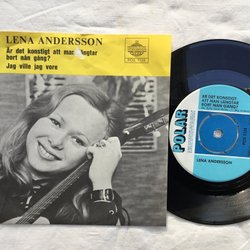 LENA ANDERSSON
Är det konstigt att man längtar
bort nån gång?
Jag ville jag vore
POLAR
ÄR DET KONSTIGT
ATT MAN LÄNGTAR
BORT NÅN GÅNG?
LENA ANDERSSON